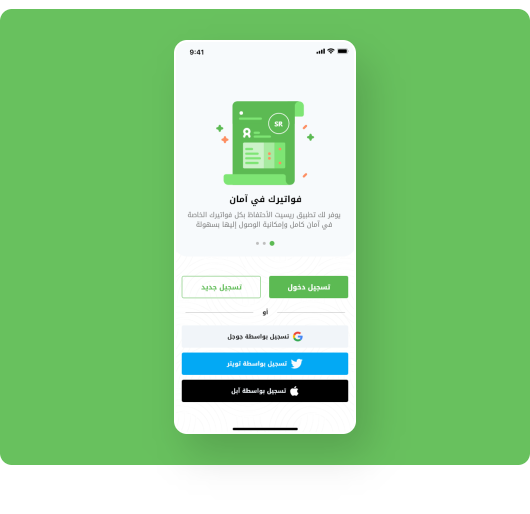 9:41
SR
فواتيرك في آمان
يوفر لك تطبيق ريسيت الأحتفاظ بكل فواتيرك الخاصة
في آمان كامل وإمكانية الوصول إليها بسهولة
تسجيل دخول
تسجيل جديد
أو
تسجيل بواسطة جوجل
تسجيل بواسطة تويتر
تسجيل بواسطة آبل